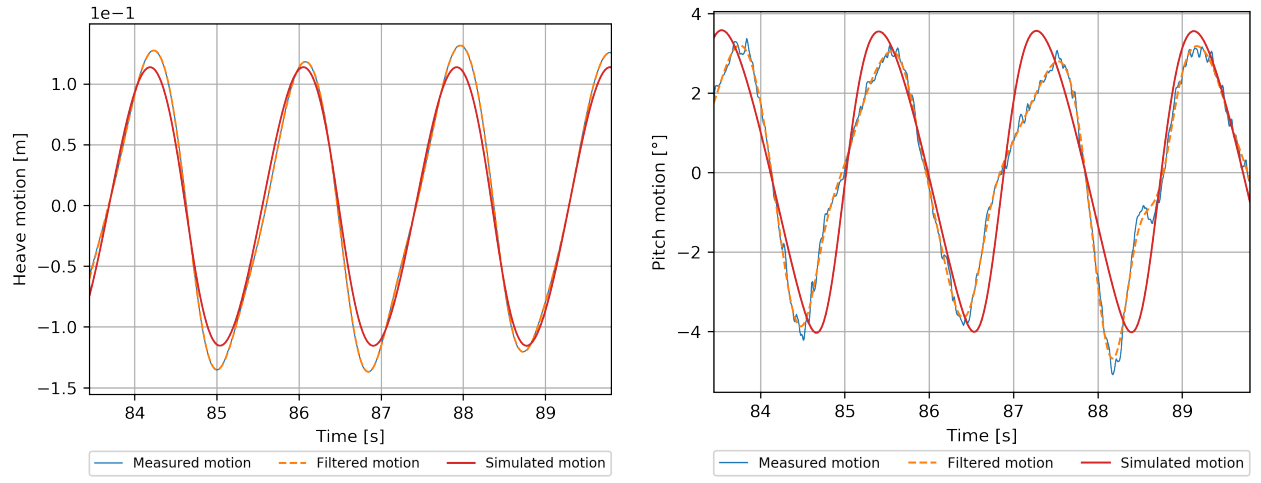 1e−1
1.0
0.5
0.0
−0.5
−1.0
−1.5
Heave motion [m]
84 85 86 87 88 89
Time [s]
Measured motion Filtered motion Simulated motion
4
2
0
−2
−4
Pitch motion [°]
84 85 86 87 88 89
Time [s]
Measured motion Filtered motion Simulated motion